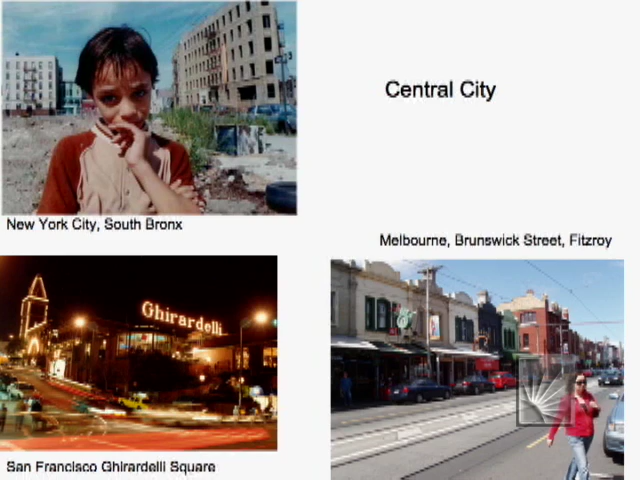 Central City
New York City, South Bronx
Melbourne, Brunswick Street, Fitzroy
Ghirardelli
San Francisco Ghirardelli Square